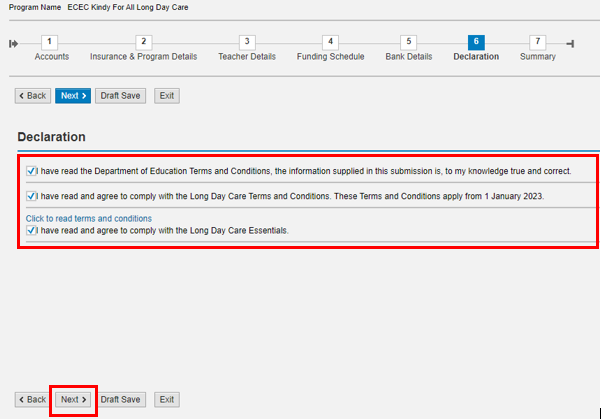 Program Name ECEC Kindy For All Long Day Care
1 2 3 4 5 6 7
Accounts Insurance & Program Details Teacher Details Funding Schedule Bank Details Declaration Summary
Back Next Draft Save Exit
Declaration
I have read the Department of Education Terms and Conditions, the information supplied in this submission is, to my knowledge true and correct.
I have read and agree to comply with the Long Day Care Terms and Conditions. These Terms and Conditions apply from 1 January 2023.
Click to read terms and conditions
I have read and agree to comply with the Long Day Care Essentials.
Back Next Draft Save Exit